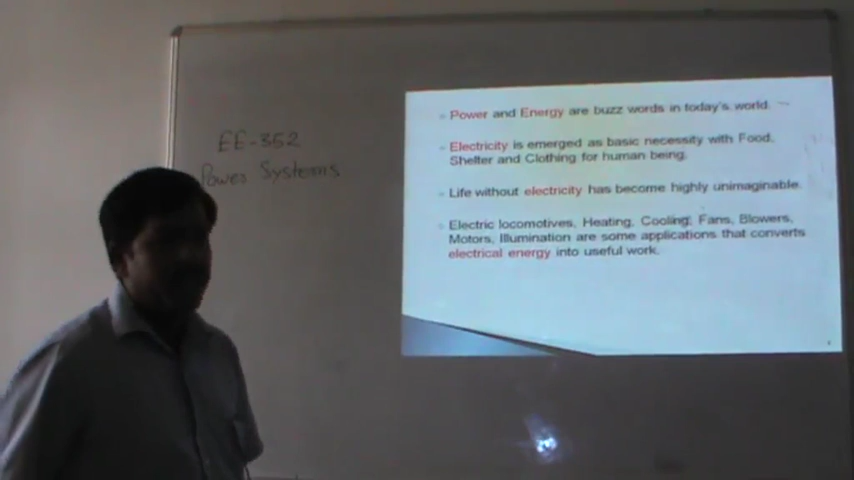 EE-352
Power Systems
Power and Energy are buzz words in today's world.
Electricity is emerged as basic necessity with Food,
Shelter and Clothing for human being.
Life without electricity has become highly unimaginable.
Electric locomotives, Heating, Cooling, Fans, Blowers,
Motors, Illumination are some applications that converts
electrical energy into useful work.